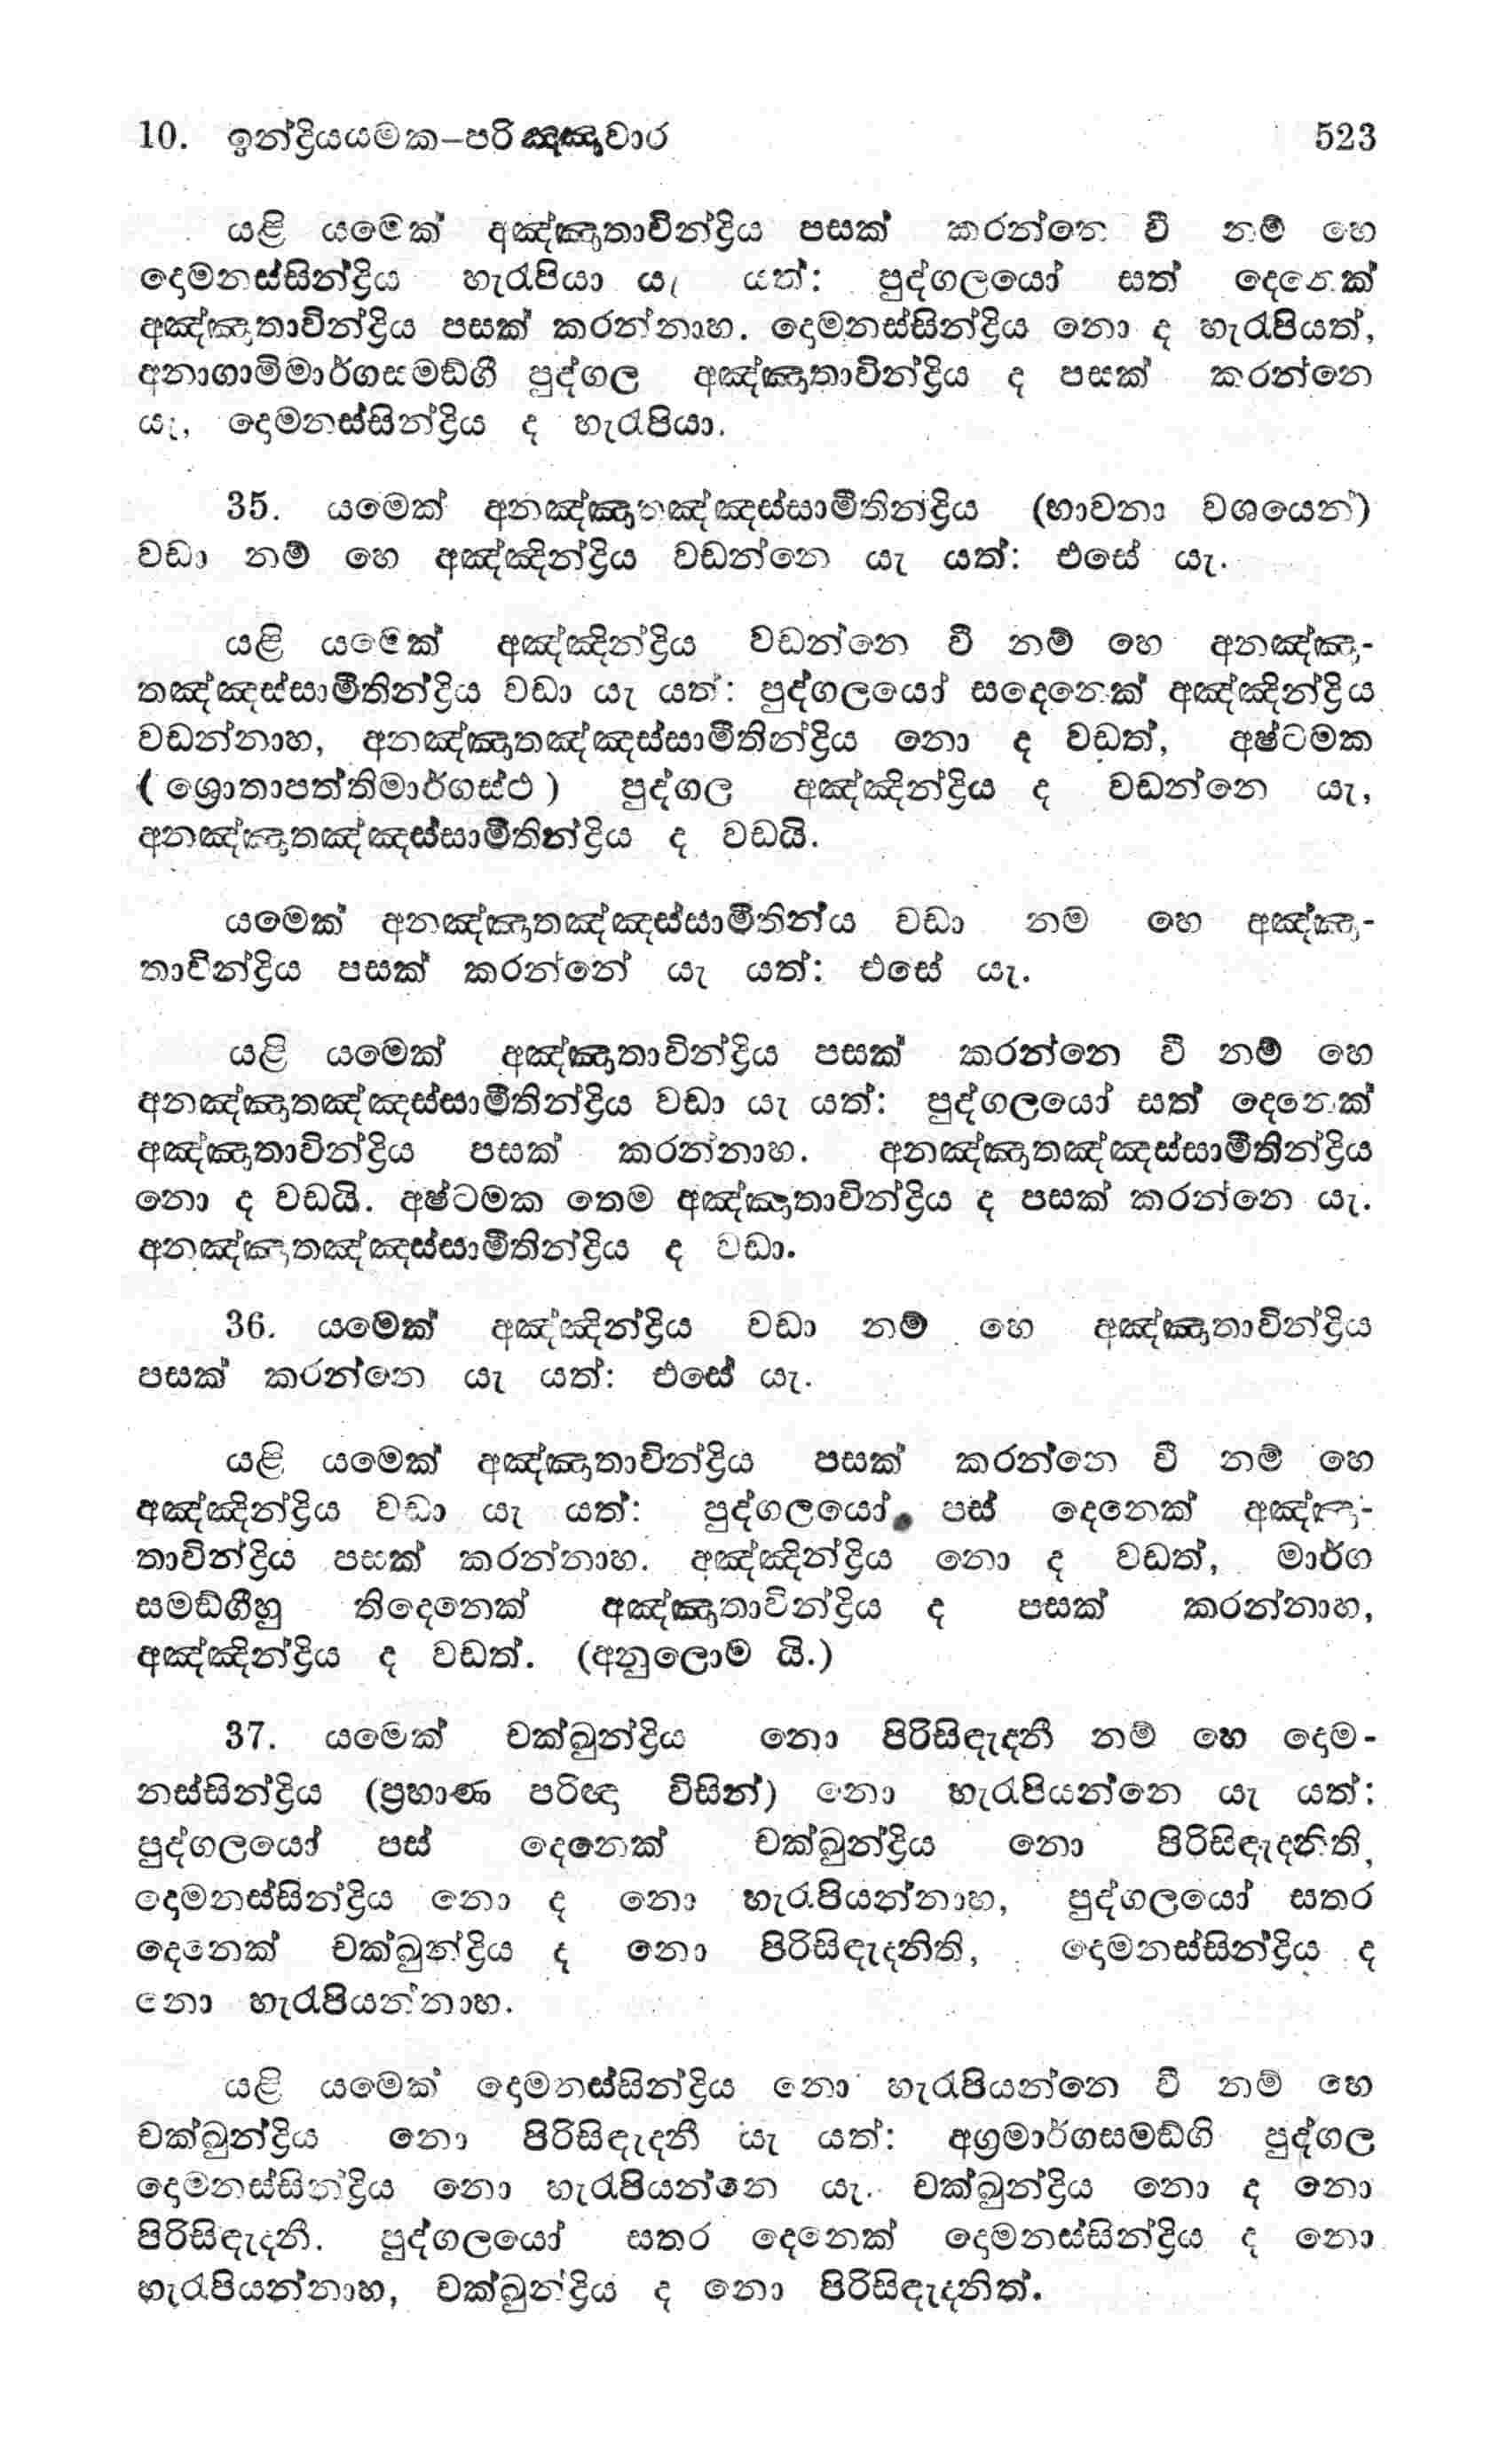 10. ඉන්ද්‍රියයමක–පරිඤ්ඤවාර 523
යළි යමෙක් අඤ්ඤාතාවින්ද්‍රිය පසක් කරන්නෙ වී නම් හෙ
දොමනස්සින්ද්‍රිය හැරපියා යැ යත්: පුද්ගලයෝ සත් දෙනෙක්
අඤ්ඤාතාවින්ද්‍රිය පසක් කරන්නාහ. දොමනස්සින්ද්‍රිය නො ද හැරපියත්,
අනාගාමිමාර්ගසමඞ්ගී පුද්ගල අඤ්ඤාතාවින්ද්‍රිය ද පසක් කරන්නෙ
යැ, දොමනස්සින්ද්‍රිය ද හැරපියා.
35. යමෙක් අනඤ්ඤාතඤ්ඤස්සාමීතින්ද්‍රිය (භාවනා වශයෙන්)
වඩා නම් හෙ අඤ්ඤින්ද්‍රිය වඩන්නෙ යැ යත්: එසේ යැ.
යළි යමෙක් අඤ්ඤින්ද්‍රිය වඩන්නෙ වී නම් හෙ අනඤ්ඤා-
තඤ්ඤස්සාමීතින්ද්‍රිය වඩා යැ යත්: පුද්ගලයෝ සදෙනෙක් අඤ්ඤින්ද්‍රිය
වඩන්නාහ, අනඤ්ඤාතඤ්ඤස්සාමීතින්ද්‍රිය නො ද වඩත්, අෂ්ටමක
(ශ්‍රොතාපත්තිමාර්ගස්ථ) පුද්ගල අඤ්ඤින්ද්‍රිය ද වඩන්නෙ යැ,
අනඤ්ඤාතඤ්ඤස්සාමීතින්ද්‍රිය ද වඩයි.
යමෙක් අනඤ්ඤාතඤ්ඤස්සාමීතින්ය වඩා නම හෙ අඤ්ඤා-
තාවින්ද්‍රිය පසක් කරන්නේ යැ යත්: එසේ යැ.
යළි යමෙක් අඤ්ඤාතාවින්ද්‍රිය පසක් කරන්නෙ වී නම් හෙ
අනඤ්ඤාතඤ්ඤස්සාමීතින්ද්‍රිය වඩා යැ යත්: පුද්ගලයෝ සත් දෙනෙක්
අඤ්ඤාතාවින්ද්‍රිය පසක් කරන්නාහ. අනඤ්ඤාතඤ්ඤස්සාමීතින්ද්‍රිය
නො ද වඩයි. අෂ්ටමක තෙම අඤ්ඤාතාවින්ද්‍රිය ද පසක් කරන්නෙ යැ.
අනඤ්ඤාතඤ්ඤස්සාමීතින්ද්‍රිය ද වඩා.
36. යමෙක් අඤ්ඤින්ද්‍රිය වඩා නම් හෙ අඤ්ඤාතාවින්ද්‍රිය
පසක් කරන්නෙ යැ යත්: එසේ යැ.
යළි යමෙක් අඤ්ඤාතාවින්ද්‍රිය පසක් කරන්නෙ වී නම් හෙ
අඤ්ඤින්ද්‍රිය වඩා යැ යත්: පුද්ගලයෝ පස් දෙනෙක් අඤ්ඤා-
තාවින්ද්‍රිය පසක් කරන්නාහ. අඤ්ඤින්ද්‍රිය නො ද වඩත්, මාර්ග
සමඞ්ගීහු තිදෙනෙක් අඤ්ඤාතාවින්ද්‍රිය ද පසක් කරන්නාහ,
අඤ්ඤින්ද්‍රිය ද වඩත්. (අනුලොම යි.)
37. යමෙක් චක්ඛුන්ද්‍රිය නො පිරිසිඳැදනී නම් හෙ දොම-
නස්සින්ද්‍රිය (ප්‍රහාණ පරිඥා විසින්) නො හැරපියන්නෙ යැ යත්:
පුද්ගලයෝ පස් දෙනෙක් චක්ඛුන්ද්‍රිය නො පිරිසිඳැදනිති,
දොමනස්සින්ද්‍රිය නො ද නො හැරපියන්නාහ, පුද්ගලයෝ සතර
දෙනෙක් චක්ඛුන්ද්‍රිය ද නො පිරිසිඳැදනිති, දොමනස්සින්ද්‍රිය ද
නො හැරපියන්නාහ.
යළි යමෙක් දොමනස්සින්ද්‍රිය නො හැරපියන්නෙ වී නම් හෙ
චක්ඛුන්ද්‍රිය නො පිරිසිඳැදනී යැ යත්: අග්‍රමාර්ගසමඞ්ගි පුද්ගල
දොමනස්සින්ද්‍රිය නො හැරපියන්නෙ යැ. චක්ඛුන්ද්‍රිය නො ද නො
පිරිසිඳැදනී. පුද්ගලයෝ සතර දෙනෙක් දොමනස්සින්ද්‍රිය ද නො
හැරපියන්නාහ, චක්ඛුන්ද්‍රිය ද නො පිරිසිඳැදනිත්.